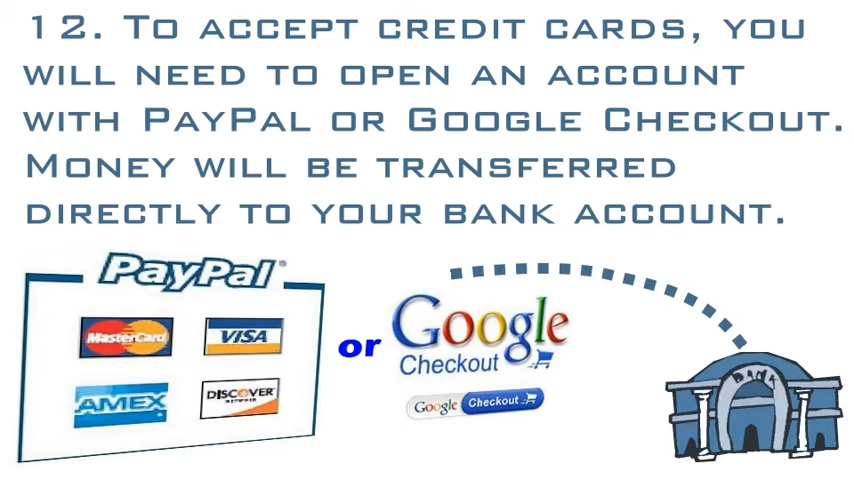 12. To accept credit cards, you
will need to open an account
with PayPal or Google Checkout.
Money will be transferred
directly to your bank account.
PayPal®
MasterCard VISA
or
Google
Checkout
AMEX DISCOVER
NETWORK
Google Checkout
BANK